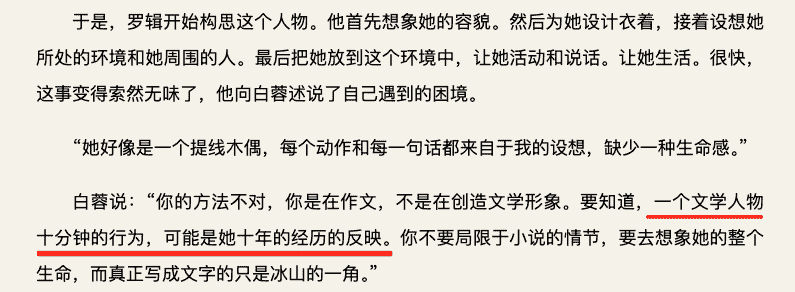 于是，罗辑开始构思这个人物。他首先想象她的容貌。然后为她设计衣着，接着设想她
所处的环境和她周围的人。最后把她放到这个环境中，让她活动和说话。让她生活。很快，
这事变得索然无味了，他向白蓉述说了自己遇到的困境。
“她好像是一个提线木偶，每个动作和每一句话都来自于我的设想，缺少一种生命感。”
白蓉说：“你的方法不对，你是在作文，不是在创造文学形象。要知道，一个文学人物
十分钟的行为，可能是她十年的经历的反映。你不要局限于小说的情节，要去想象她的整个
生命，而真正写成文字的只是冰山的一角。”